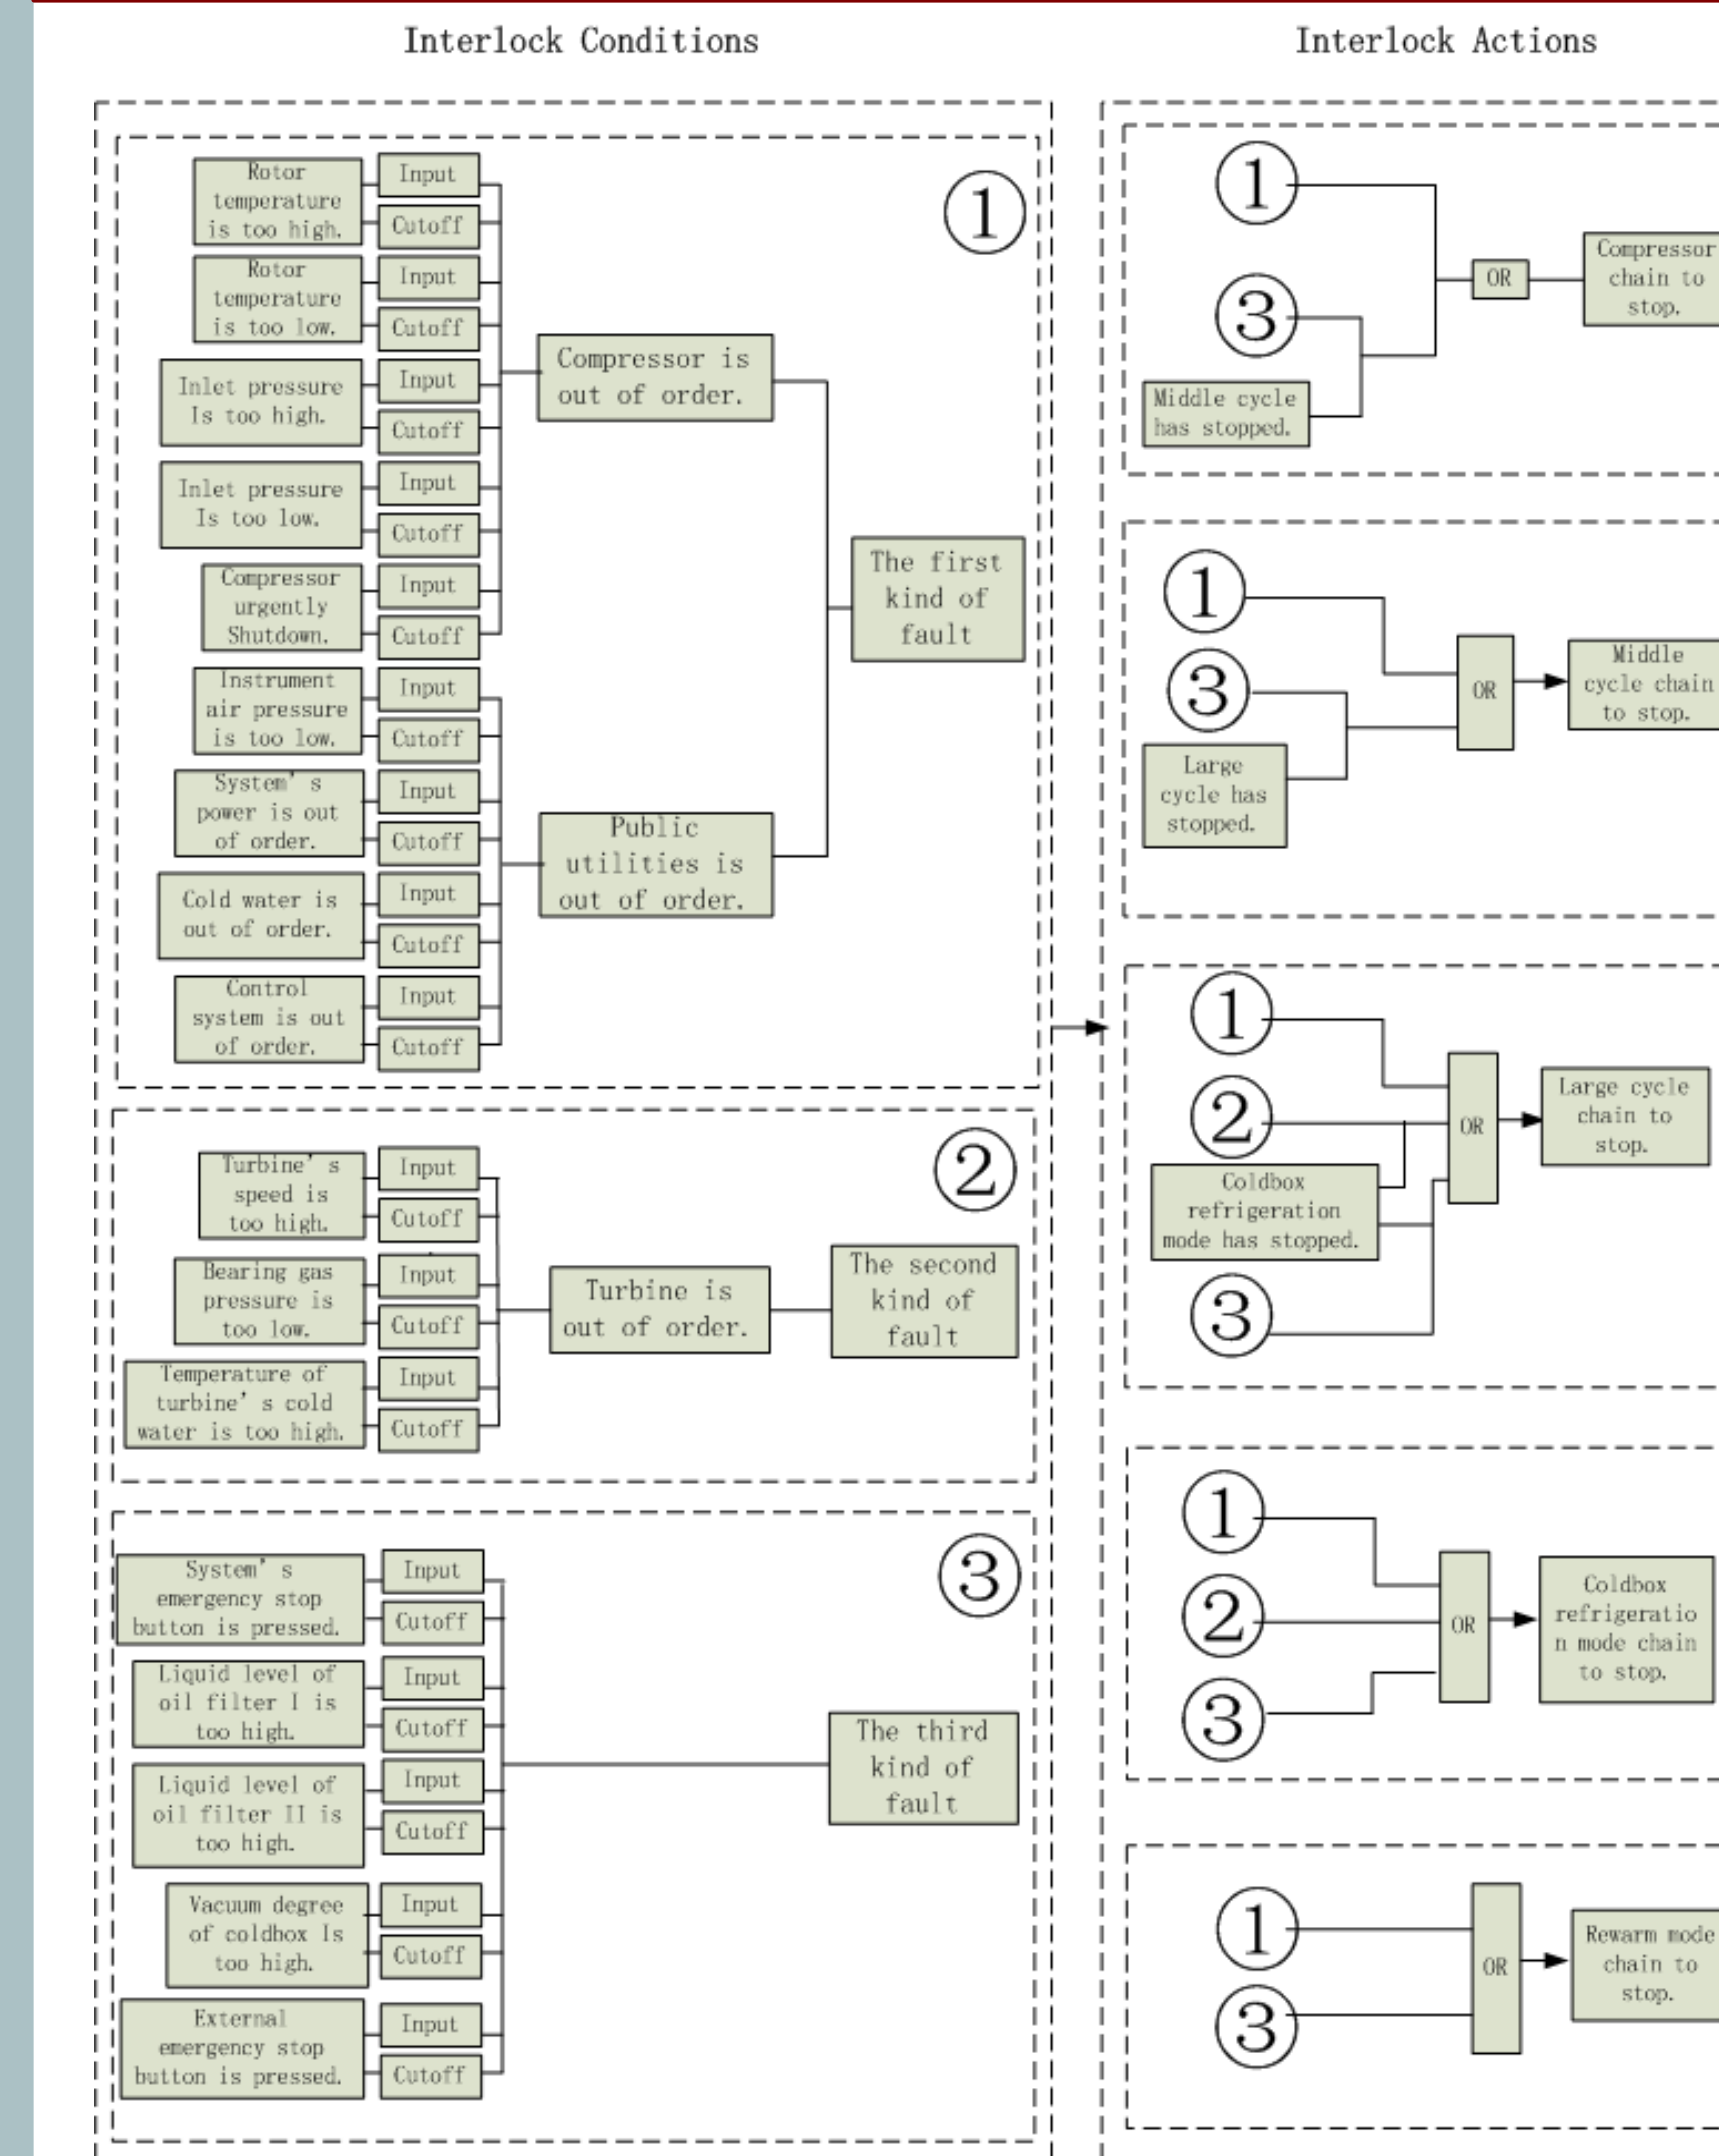 Interlock Conditions
Interlock Actions
①
Rotor
temperature
is too high.
Input
Cutoff
Rotor
temperature
is too low.
Input
Cutoff
Inlet pressure
Is too high.
Input
Cutoff
Inlet pressure
Is too low.
Input
Cutoff
Compressor
urgently
Shutdown.
Input
Cutoff
Compressor is
out of order.
Instrument
air pressure
is too low.
Input
Cutoff
System's
power is out
of order.
Input
Cutoff
Cold water is
out of order.
Input
Cutoff
Control
system is out
of order.
Input
Cutoff
Public
utilities is
out of order.
The first
kind of
fault
②
Turbine's
speed is
too high.
Input
Cutoff
Bearing gas
pressure is
too low.
Input
Cutoff
Temperature of
turbine's cold
water is too high.
Input
Cutoff
Turbine is
out of order.
The second
kind of
fault
③
System's
emergency stop
button is pressed.
Input
Cutoff
Liquid level of
oil filter I is
too high.
Input
Cutoff
Liquid level of
oil filter II is
too high.
Input
Cutoff
Vacuum degree
of coldbox Is
too high.
Input
Cutoff
External
emergency stop
button is pressed.
Input
Cutoff
The third
kind of
fault
①
③
Middle cycle
has stopped.
OR
Compressor
chain to
stop.
①
③
Large
cycle has
stopped.
OR
Middle
cycle chain
to stop.
①
②
Coldbox
refrigeration
mode has stopped.
③
OR
Large cycle
chain to
stop.
①
②
③
OR
Coldbox
refrigeratio
n mode chain
to stop.
①
③
OR
Rewarm mode
chain to
stop.